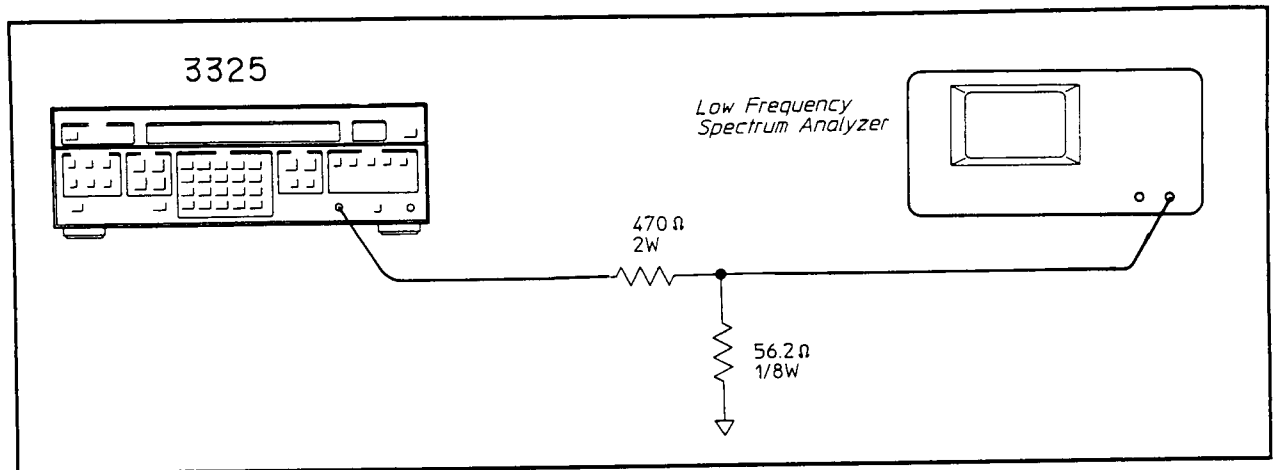 3325
Low Frequency
Spectrum Analyzer
470 Ω
2W
56.2 Ω
1/8W